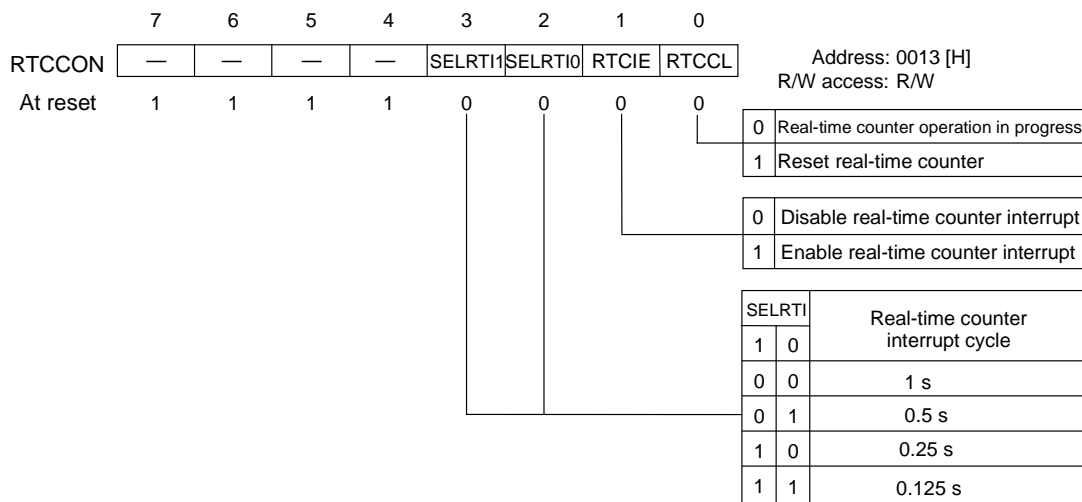 7 6 5 4 3 2 1 0
RTCCON — — — — SELRTI1 SELRTI0 RTCIE RTCCL
Address: 0013 [H]
R/W access: R/W
At reset 1 1 1 1 0 0 0 0
0 Real-time counter operation in progress
1 Reset real-time counter
0 Disable real-time counter interrupt
1 Enable real-time counter interrupt
SELRTI
Real-time counter
interrupt cycle
1 0
0 0 1 s
0 1 0.5 s
1 0 0.25 s
1 1 0.125 s